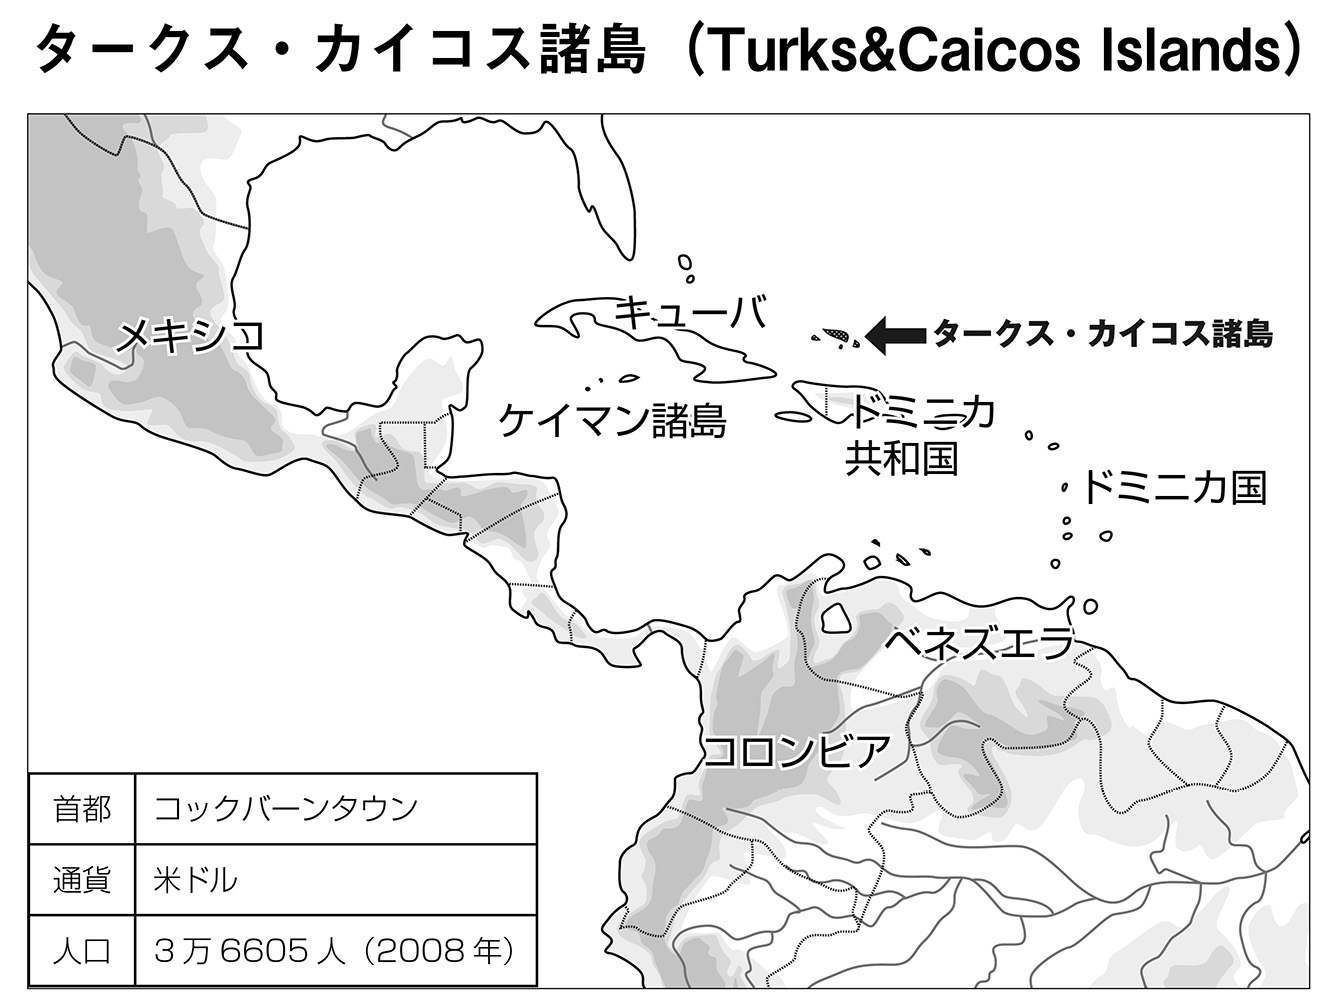 タークス・カイコス諸島（Turks&Caicos Islands）
メキシコ
キューバ
タークス・カイコス諸島
ケイマン諸島
ドミニカ
共和国
ドミニカ国
ベネズエラ
コロンビア
首都 コックバーンタウン
通貨 米ドル
人口 3万6605人（2008年）